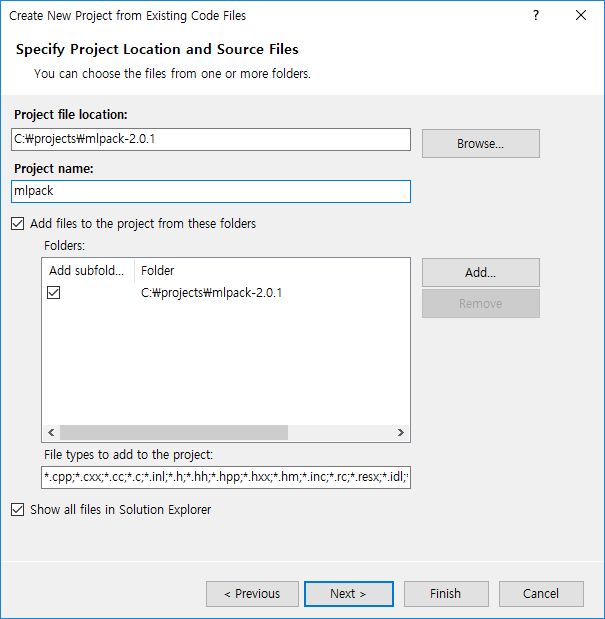 Create New Project from Existing Code Files
?
Specify Project Location and Source Files
You can choose the files from one or more folders.
Project file location:
C:₩projects₩mlpack-2.0.1
Browse...
Project name:
mlpack
Add files to the project from these folders
Folders:
Add subfold... Folder
C:₩projects₩mlpack-2.0.1
Add...
Remove
File types to add to the project:
*.cpp;*.cxx;*.cc;*.c;*.inl;*.h;*.hh;*.hpp;*.hxx;*.hm;*.inc;*.rc;*.resx;*.idl;
Show all files in Solution Explorer
< Previous Next > Finish Cancel